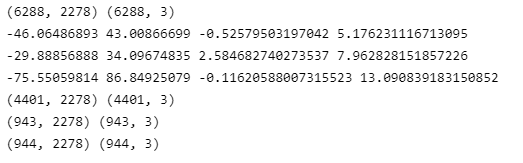 (6288, 2278) (6288, 3)
-46.06486893 43.00866699 -0.52579503197042 5.176231116713095
-29.88856888 34.09674835 2.584682740273537 7.962828151857226
-75.55059814 86.84925079 -0.11620588007315523 13.090839183150852
(4401, 2278) (4401, 3)
(943, 2278) (943, 3)
(944, 2278) (944, 3)